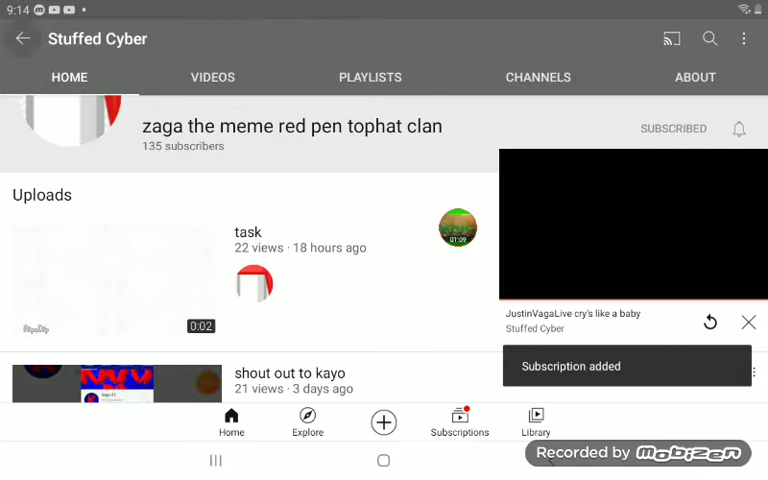 9:14
Stuffed Cyber
HOME VIDEOS PLAYLISTS CHANNELS ABOUT
zaga the meme red pen tophat clan
135 subscribers
SUBSCRIBED
Uploads
task
22 views · 18 hours ago
01:09
FlipaClip
0:02
JustinVagaLive cry's like a baby
Stuffed Cyber
Subscription added
shout out to kayo
21 views · 3 days ago
Home Explore Subscriptions Library
Recorded by Mobizen